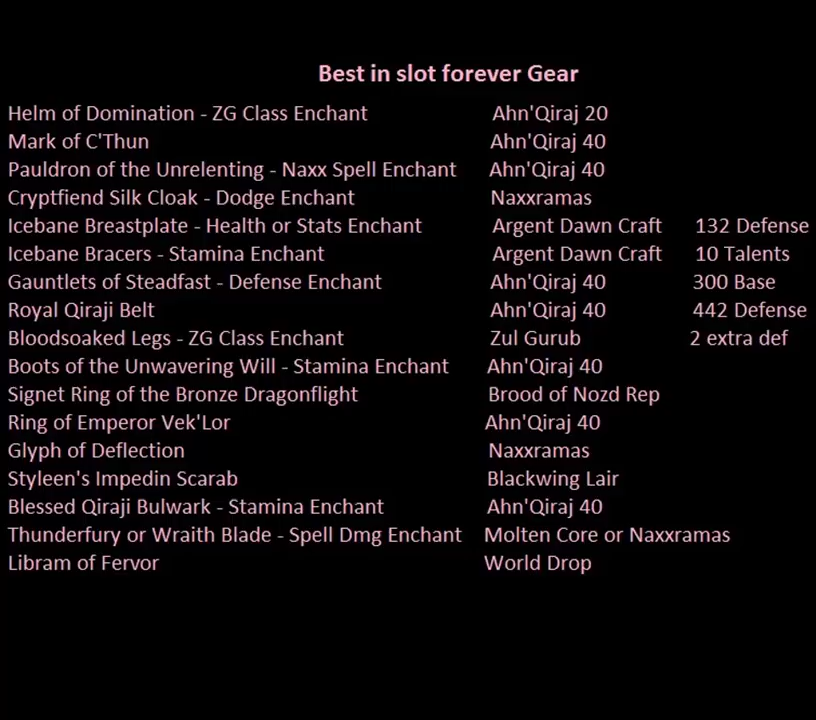 Best in slot forever Gear
Helm of Domination - ZG Class Enchant Ahn'Qiraj 20
Mark of C'Thun Ahn'Qiraj 40
Pauldron of the Unrelenting - Naxx Spell Enchant Ahn'Qiraj 40
Cryptfiend Silk Cloak - Dodge Enchant Naxxramas
Icebane Breastplate - Health or Stats Enchant Argent Dawn Craft 132 Defense
Icebane Bracers - Stamina Enchant Argent Dawn Craft 10 Talents
Gauntlets of Steadfast - Defense Enchant Ahn'Qiraj 40 300 Base
Royal Qiraji Belt Ahn'Qiraj 40 442 Defense
Bloodsoaked Legs - ZG Class Enchant Zul Gurub 2 extra def
Boots of the Unwavering Will - Stamina Enchant Ahn'Qiraj 40
Signet Ring of the Bronze Dragonflight Brood of Nozd Rep
Ring of Emperor Vek'Lor Ahn'Qiraj 40
Glyph of Deflection Naxxramas
Styleen's Impedin Scarab Blackwing Lair
Blessed Qiraji Bulwark - Stamina Enchant Ahn'Qiraj 40
Thunderfury or Wraith Blade - Spell Dmg Enchant Molten Core or Naxxramas
Libram of Fervor World Drop